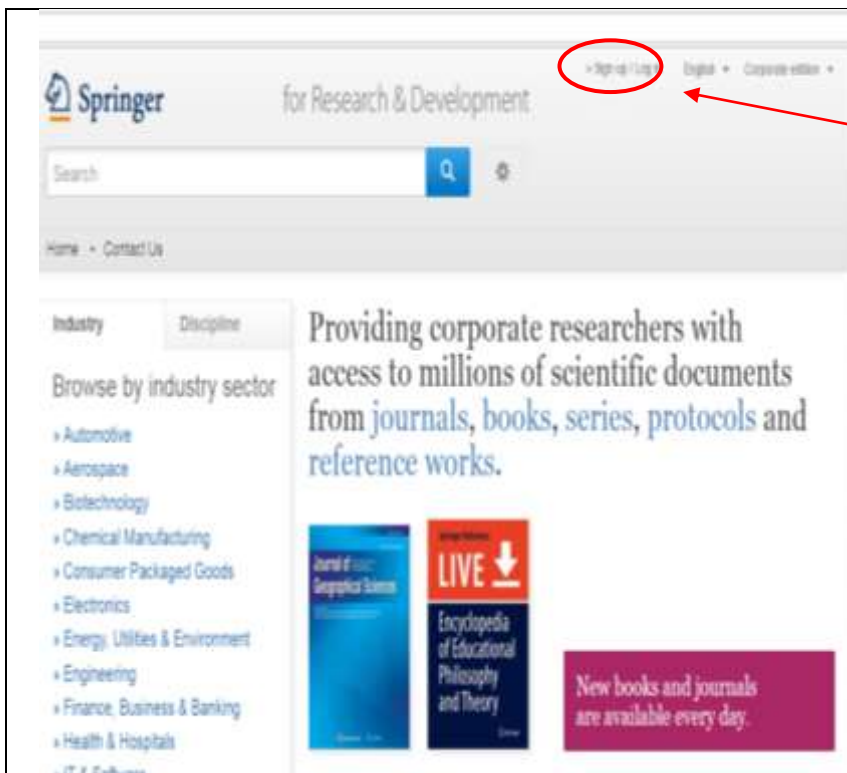 » Sign up / Log in English Corporate edition
Springer
for Research & Development
Search
Home • Contact Us
Industry Discipline
Browse by industry sector
» Automotive
» Aerospace
» Biotechnology
» Chemical Manufacturing
» Consumer Packaged Goods
» Electronics
» Energy, Utilities & Environment
» Engineering
» Finance, Business & Banking
» Health & Hospitals
Providing corporate researchers with
access to millions of scientific documents
from journals, books, series, protocols and
reference works.
Journal of
Geographical Sciences
LIVE
Encyclopedia
of Educational
Philosophy
and Theory
Springer
New books and journals
are available every day.